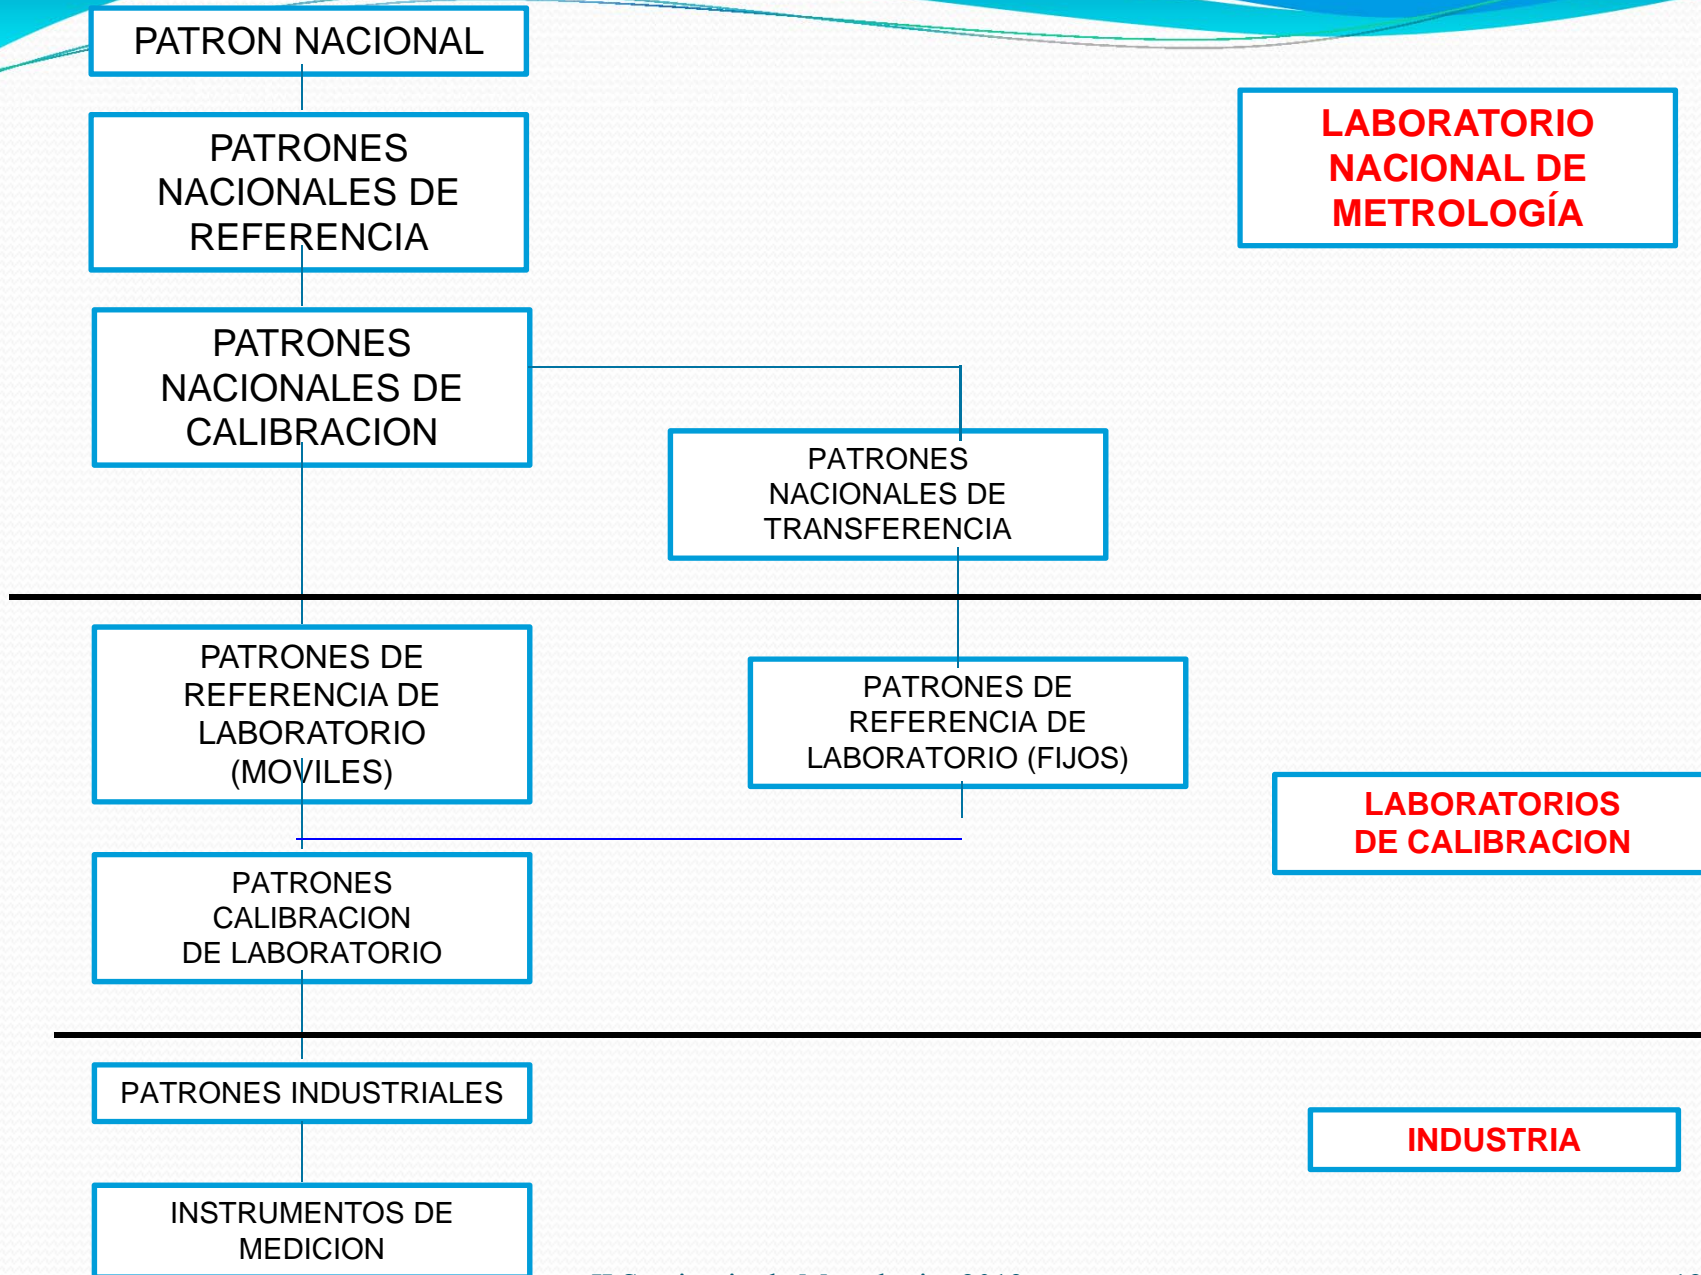 PATRON NACIONAL
PATRONES
NACIONALES DE
REFERENCIA
LABORATORIO
NACIONAL DE
METROLOGÍA
PATRONES
NACIONALES DE
CALIBRACION
PATRONES
NACIONALES DE
TRANSFERENCIA
PATRONES DE
REFERENCIA DE
LABORATORIO
(MOVILES)
PATRONES DE
REFERENCIA DE
LABORATORIO (FIJOS)
LABORATORIOS
DE CALIBRACION
PATRONES
CALIBRACION
DE LABORATORIO
PATRONES INDUSTRIALES
INDUSTRIA
INSTRUMENTOS DE
MEDICION